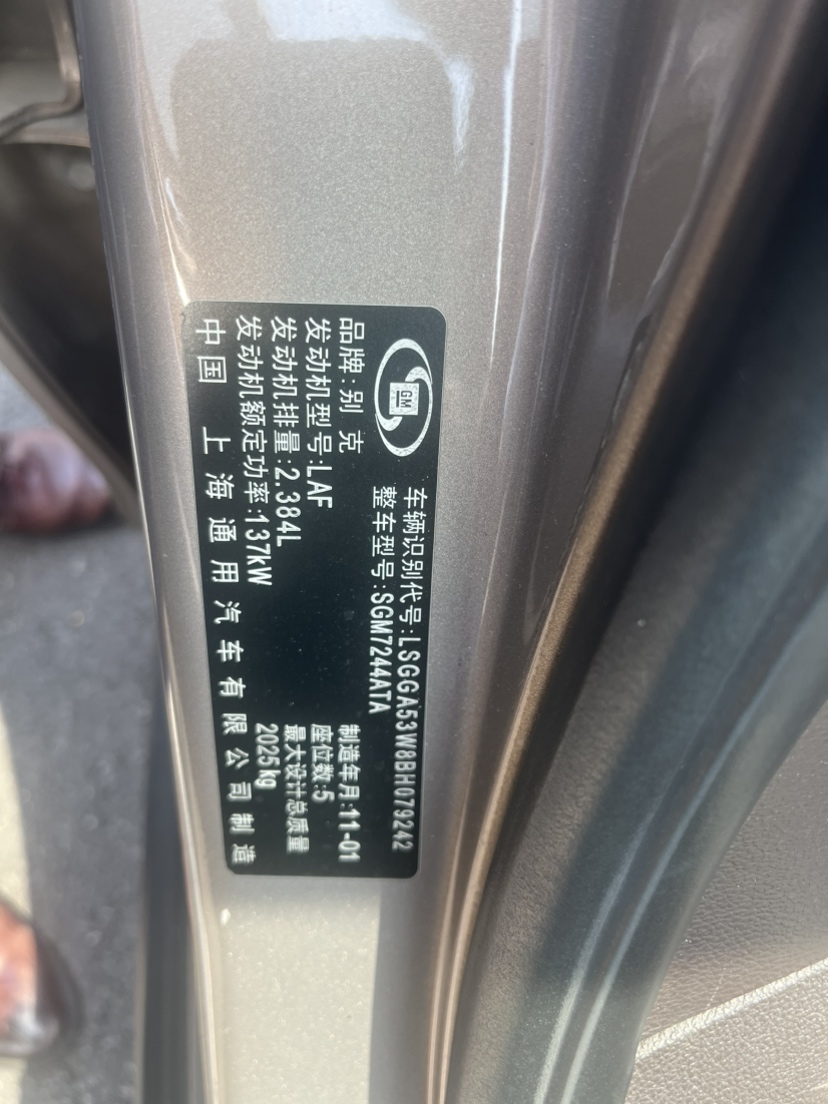 GM
车辆识别代号:LSGGA53W8BH079242
整车型号:SGM7244ATA
品牌:别克
制造年月:11-01
发动机型号:LAF
座位数:5
发动机排量:2.384L
最大设计总质量
发动机额定功率:137kW
2025kg
中国 上海通用汽车有限公司制造